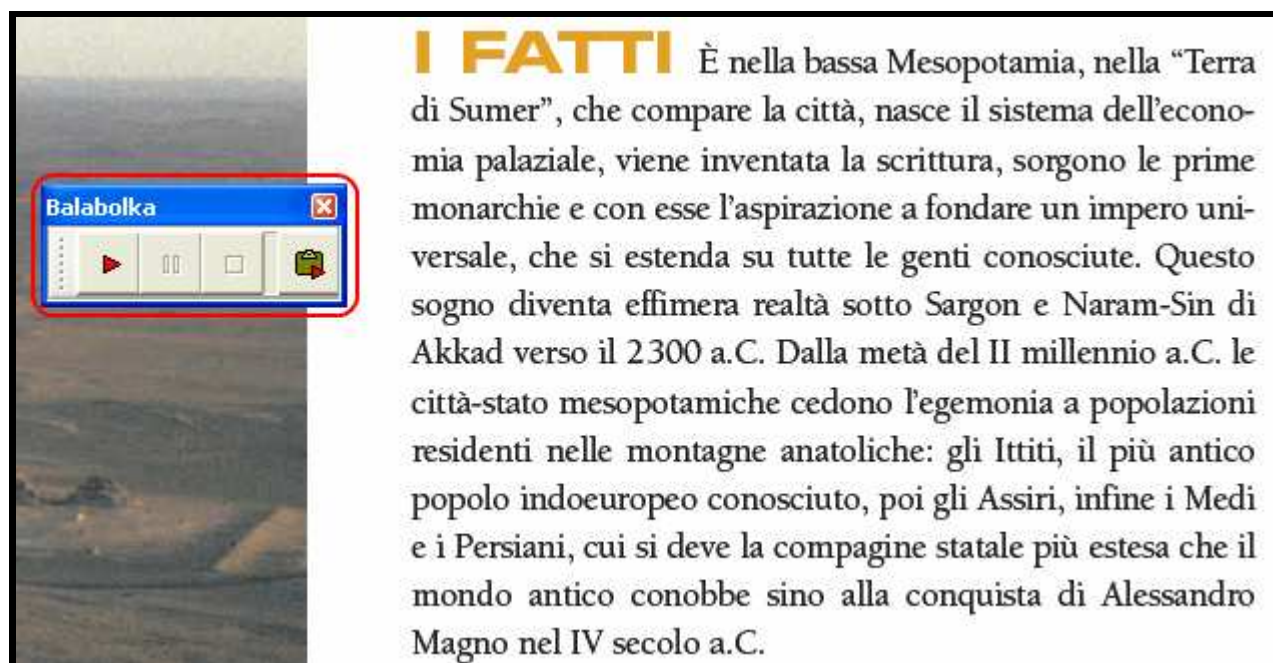 I FATTI È nella bassa Mesopotamia, nella “Terra
di Sumer”, che compare la città, nasce il sistema dell’econo-
mia palaziale, viene inventata la scrittura, sorgono le prime
monarchie e con esse l’aspirazione a fondare un impero uni-
versale, che si estenda su tutte le genti conosciute. Questo
sogno diventa effimera realtà sotto Sargon e Naram-Sin di
Akkad verso il 2300 a.C. Dalla metà del II millennio a.C. le
città-stato mesopotamiche cedono l’egemonia a popolazioni
residenti nelle montagne anatoliche: gli Ittiti, il più antico
popolo indoeuropeo conosciuto, poi gli Assiri, infine i Medi
e i Persiani, cui si deve la compagine statale più estesa che il
mondo antico conobbe sino alla conquista di Alessandro
Magno nel IV secolo a.C.
Balabolka